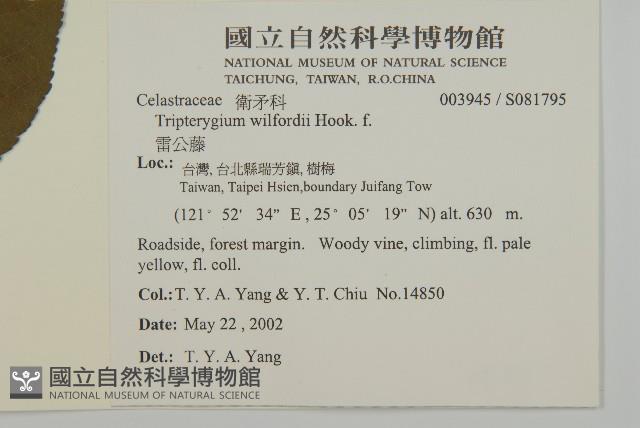 國立自然科學博物館
NATIONAL MUSEUM OF NATURAL SCIENCE
TAICHUNG, TAIWAN, R.O.CHINA
Celastraceae 衛矛科 003945 / S081795
Tripterygium wilfordii Hook. f.
雷公藤
Loc.: 台灣, 台北縣瑞芳鎮, 樹梅
Taiwan, Taipei Hsien,boundary Juifang Tow
(121° 52' 34" E , 25° 05' 19" N) alt. 630 m.
Roadside, forest margin. Woody vine, climbing, fl. pale
yellow, fl. coll.
Col.: T. Y. A. Yang & Y. T. Chiu No.14850
Date: May 22 , 2002
Det.: T. Y. A. Yang
國立自然科學博物館
NATIONAL MUSEUM OF NATURAL SCIENCE